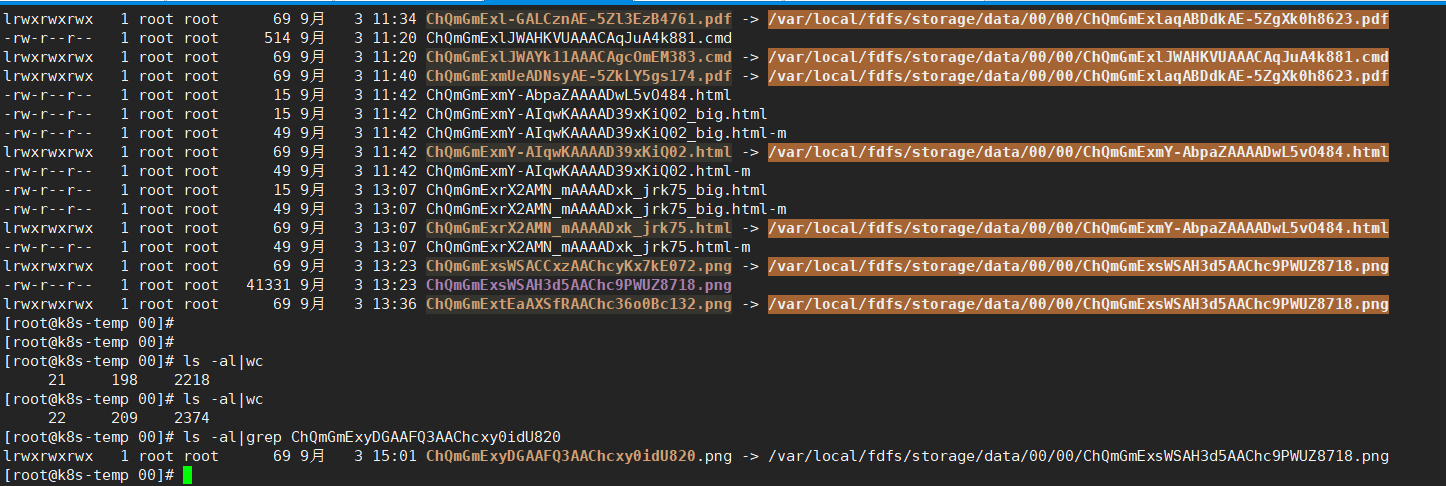 lrwxrwxrwx 1 root root 69 9月 3 11:34 ChQmGmExl-GALCznAE-5Zl3EzB4761.pdf -> /var/local/fdfs/storage/data/00/00/ChQmGmExlaqABDdkAE-5ZgXk0h8623.pdf
-rw-r--r-- 1 root root 514 9月 3 11:20 ChQmGmExlJWAHKVUAAACAqJuA4k881.cmd
lrwxrwxrwx 1 root root 69 9月 3 11:20 ChQmGmExlJWAYk11AAACAgcOmEM383.cmd -> /var/local/fdfs/storage/data/00/00/ChQmGmExlJWAHKVUAAACAqJuA4k881.cmd
lrwxrwxrwx 1 root root 69 9月 3 11:40 ChQmGmExmUeADNsyAE-5ZkLY5gs174.pdf -> /var/local/fdfs/storage/data/00/00/ChQmGmExlaqABDdkAE-5ZgXk0h8623.pdf
-rw-r--r-- 1 root root 15 9月 3 11:42 ChQmGmExmY-AbpaZAAAADwL5vO484.html
-rw-r--r-- 1 root root 15 9月 3 11:42 ChQmGmExmY-AIqwKAAAAD39xKiQ02_big.html
-rw-r--r-- 1 root root 49 9月 3 11:42 ChQmGmExmY-AIqwKAAAAD39xKiQ02_big.html-m
lrwxrwxrwx 1 root root 69 9月 3 11:42 ChQmGmExmY-AIqwKAAAAD39xKiQ02.html -> /var/local/fdfs/storage/data/00/00/ChQmGmExmY-AbpaZAAAADwL5vO484.html
-rw-r--r-- 1 root root 49 9月 3 11:42 ChQmGmExmY-AIqwKAAAAD39xKiQ02.html-m
-rw-r--r-- 1 root root 15 9月 3 13:07 ChQmGmExrX2AMN_mAAAADxk_jrk75_big.html
-rw-r--r-- 1 root root 49 9月 3 13:07 ChQmGmExrX2AMN_mAAAADxk_jrk75_big.html-m
lrwxrwxrwx 1 root root 69 9月 3 13:07 ChQmGmExrX2AMN_mAAAADxk_jrk75.html -> /var/local/fdfs/storage/data/00/00/ChQmGmExmY-AbpaZAAAADwL5vO484.html
-rw-r--r-- 1 root root 49 9月 3 13:07 ChQmGmExrX2AMN_mAAAADxk_jrk75.html-m
lrwxrwxrwx 1 root root 69 9月 3 13:23 ChQmGmExsWSACCxzAAChcyKx7kE072.png -> /var/local/fdfs/storage/data/00/00/ChQmGmExsWSAH3d5AAChc9PWUZ8718.png
-rw-r--r-- 1 root root 41331 9月 3 13:23 ChQmGmExsWSAH3d5AAChc9PWUZ8718.png
lrwxrwxrwx 1 root root 69 9月 3 13:36 ChQmGmExtEaAXSfRAAChc36o0Bc132.png -> /var/local/fdfs/storage/data/00/00/ChQmGmExsWSAH3d5AAChc9PWUZ8718.png
[root@k8s-temp 00]#
[root@k8s-temp 00]#
[root@k8s-temp 00]# ls -al|wc
21 198 2218
[root@k8s-temp 00]# ls -al|wc
22 209 2374
[root@k8s-temp 00]# ls -al|grep ChQmGmExyDGAAFQ3AAChcxy0idU820
lrwxrwxrwx 1 root root 69 9月 3 15:01 ChQmGmExyDGAAFQ3AAChcxy0idU820.png -> /var/local/fdfs/storage/data/00/00/ChQmGmExsWSAH3d5AAChc9PWUZ8718.png
[root@k8s-temp 00]#